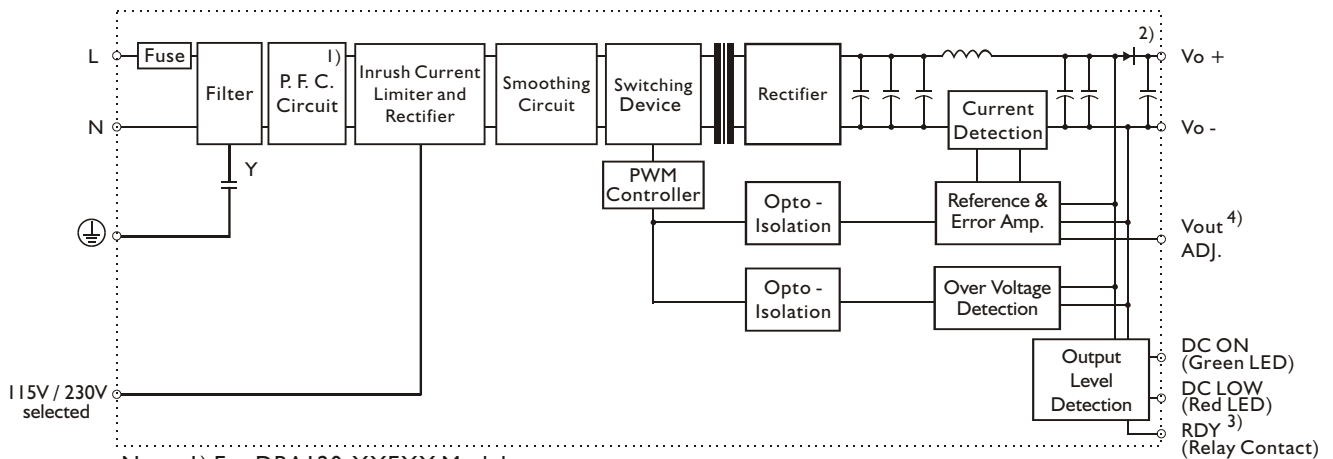 L
Fuse
Filter
1)
P. F. C.
Circuit
Inrush Current
Limiter and
Rectifier
Smoothing
Circuit
Switching
Device
Rectifier
2)
Vo +
Current
Detection
N
Vo -
Y
PWM
Controller
Opto -
Isolation
Reference &
Error Amp.
Vout 4)
ADJ.
Opto -
Isolation
Over Voltage
Detection
Output
Level
Detection
DC ON
(Green LED)
DC LOW
(Red LED)
RDY 3)
(Relay Contact)
115V / 230V
selected